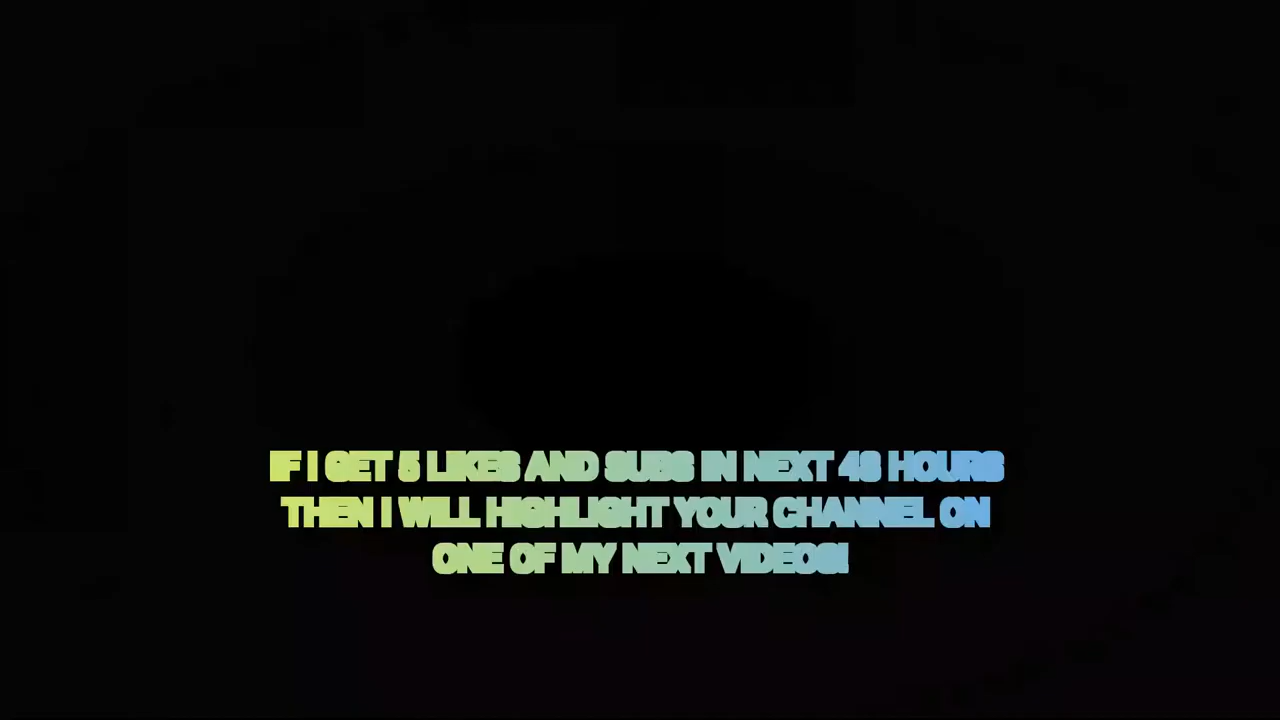 IF I GET 5 LIKES AND SUBS IN NEXT 48 HOURS
THEN I WILL HIGHLIGHT YOUR CHANNEL ON
ONE OF MY NEXT VIDEOS!